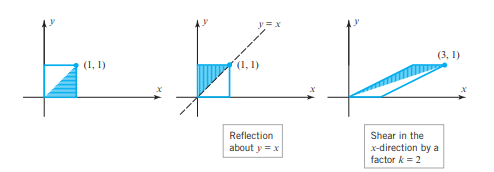 y
(1, 1)
x
y
y = x
(1, 1)
x
Reflection
about y = x
y
(3, 1)
x
Shear in the
x-direction by a
factor k = 2